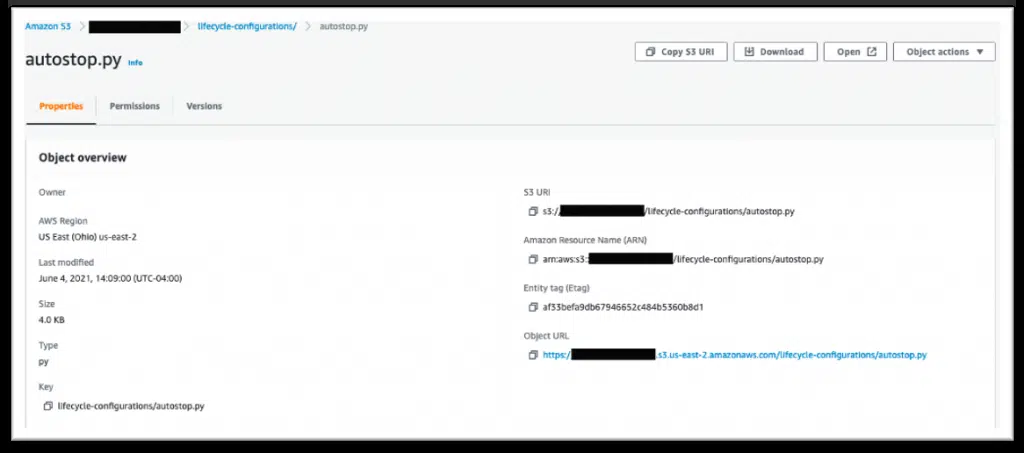 Amazon S3 > > lifecycle-configurations/ > autostop.py
autostop.py Info
Copy S3 URI Download Open Object actions ▼
Properties Permissions Versions
Object overview
Owner
AWS Region
US East (Ohio) us-east-2
Last modified
June 4, 2021, 14:09:00 (UTC-04:00)
Size
4.0 KB
Type
py
Key
lifecycle-configurations/autostop.py
S3 URI
s3:/ /lifecycle-configurations/autostop.py
Amazon Resource Name (ARN)
arn:aws:s3:: /lifecycle-configurations/autostop.py
Entity tag (Etag)
af33befa9db67946652c484b5360b8d1
Object URL
https:/ .s3.us-east-2.amazonaws.com/lifecycle-configurations/autostop.py